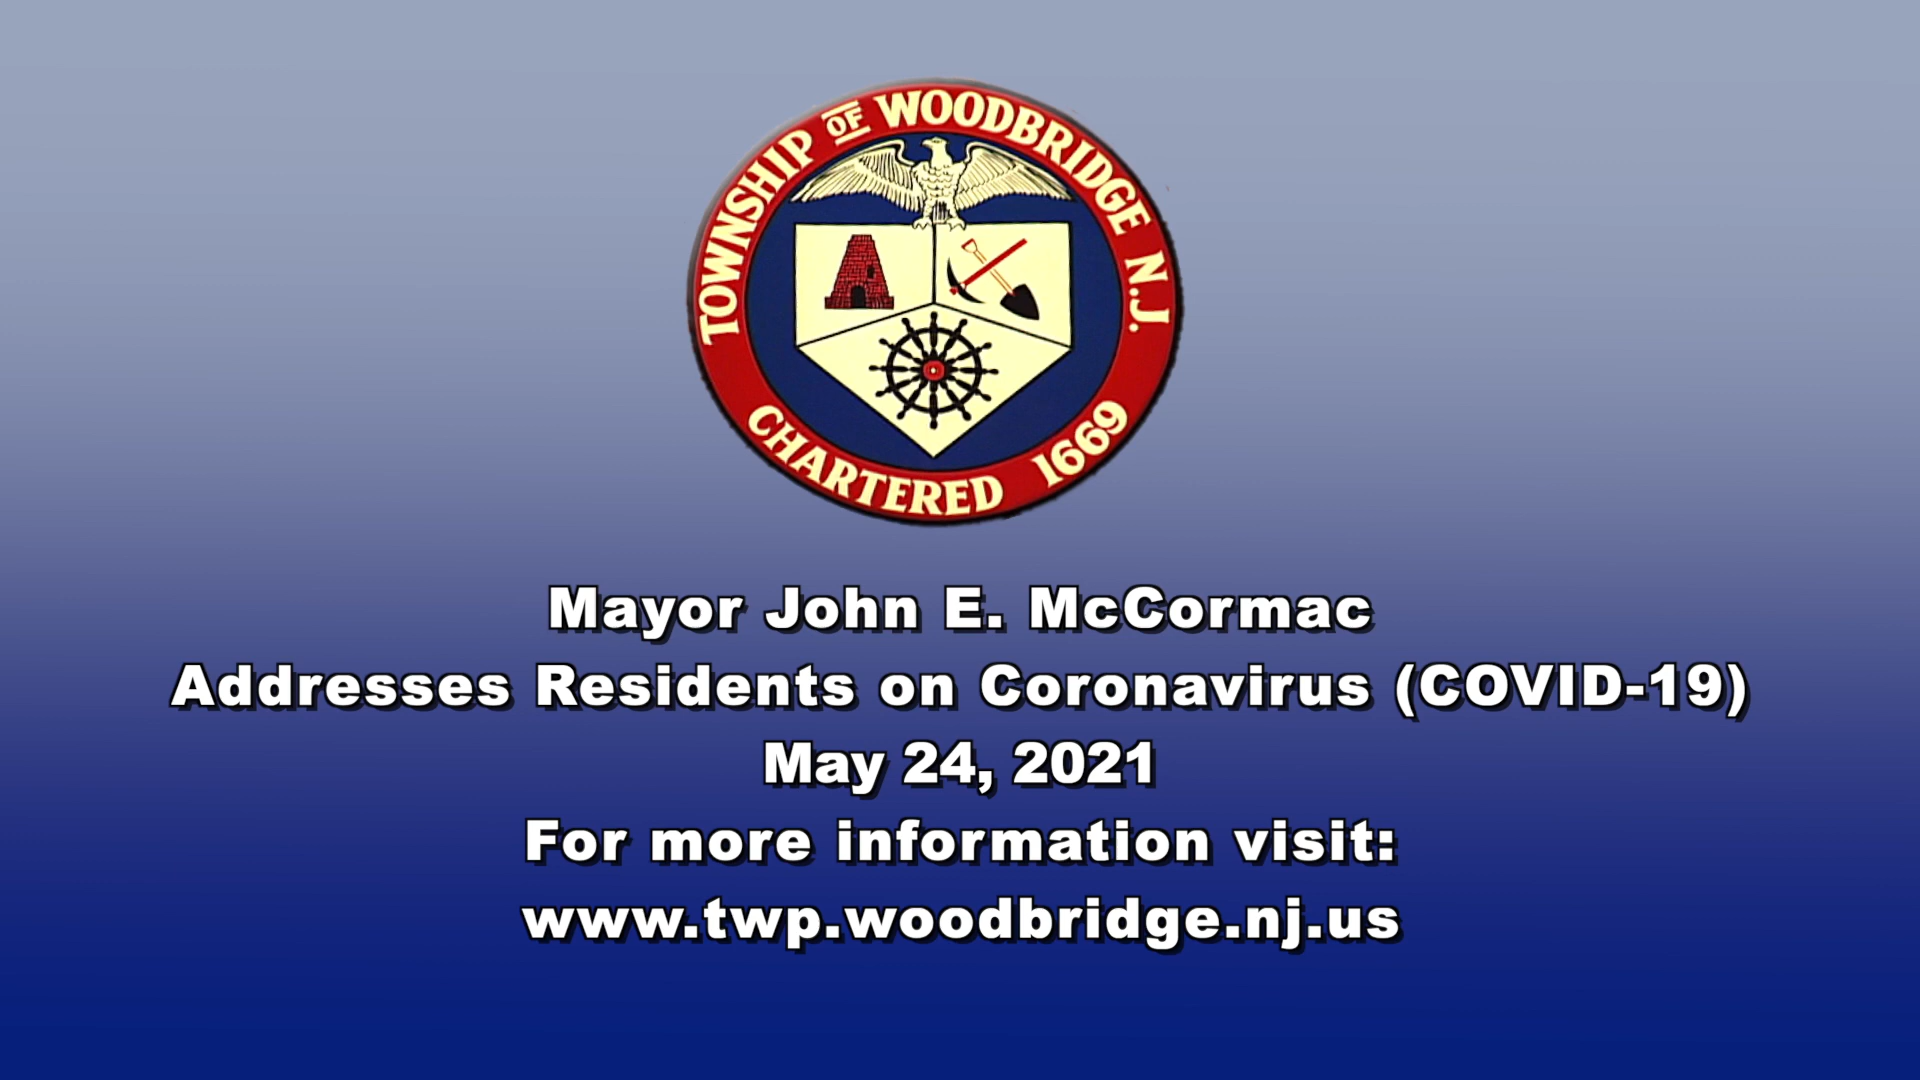 TOWNSHIP OF WOODBRIDGE N.J.
CHARTERED 1669
Mayor John E. McCormac
Addresses Residents on Coronavirus (COVID-19)
May 24, 2021
For more information visit:
www.twp.woodbridge.nj.us